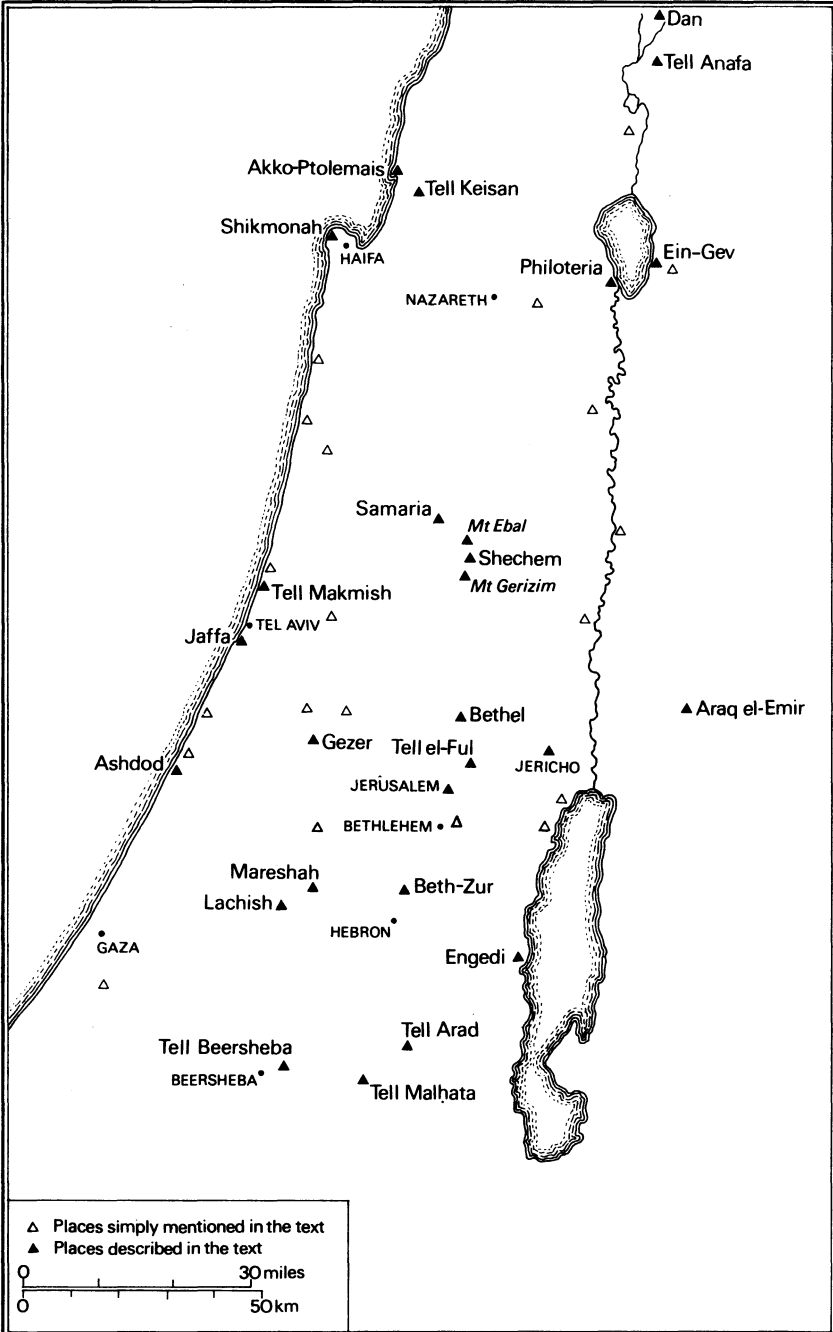 Dan
Tell Anafa
Akko-Ptolemais
Tell Keisan
Shikmonah
HAIFA
Ein-Gev
Philoteria
NAZARETH
Samaria
Mt Ebal
Shechem
Mt Gerizim
Tell Makmish
TEL AVIV
Jaffa
Araq el-Emir
Bethel
Gezer
Tell el-Ful
JERICHO
Ashdod
JERUSALEM
BETHLEHEM
Mareshah
Beth-Zur
Lachish
HEBRON
GAZA
Engedi
Tell Arad
Tell Beersheba
BEERSHEBA
Tell Malhata
Places simply mentioned in the text
Places described in the text
0 30 miles
0 50 km